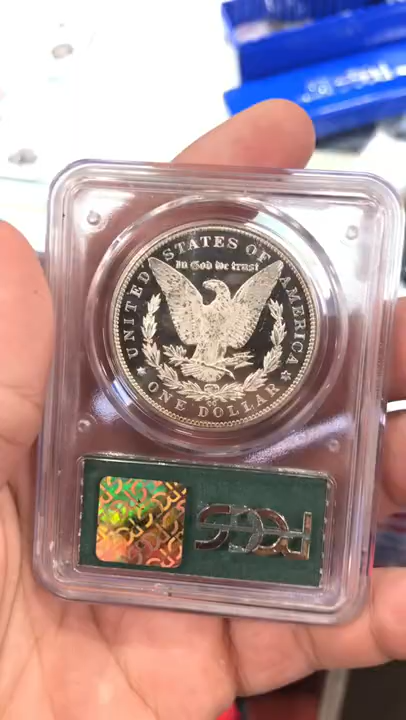 UNITED STATES OF AMERICA
In God we trust
CC
ONE DOLLAR
PCGS